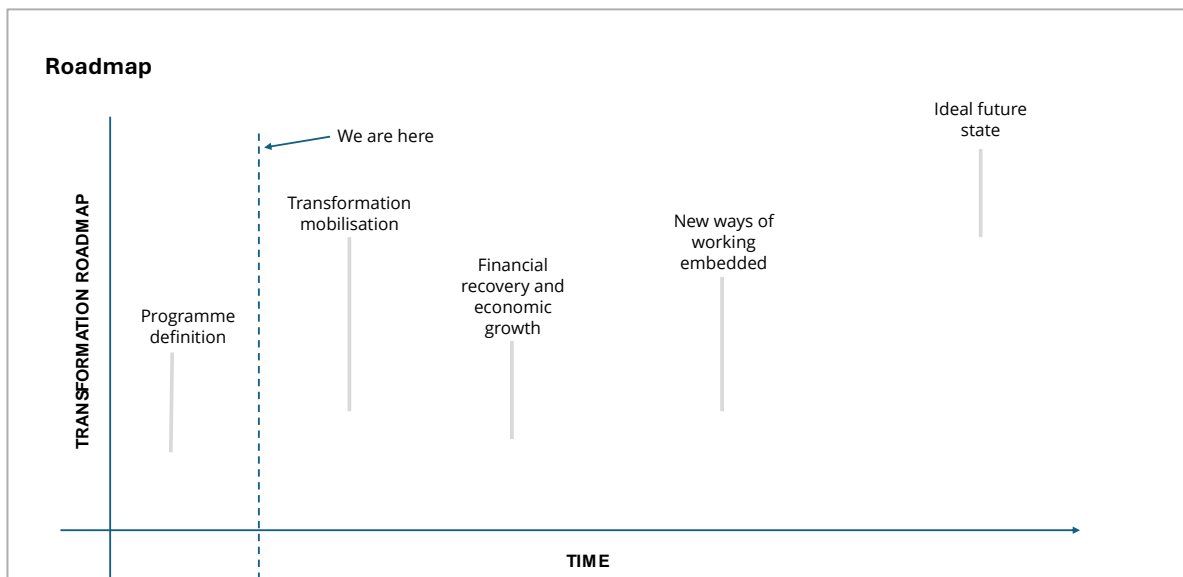 Roadmap
We are here
Ideal future
state
Transformation
mobilisation
New ways of
working
embedded
Financial
recovery and
economic
growth
Programme
definition
TRANSFORMATION ROADMAP
TIME